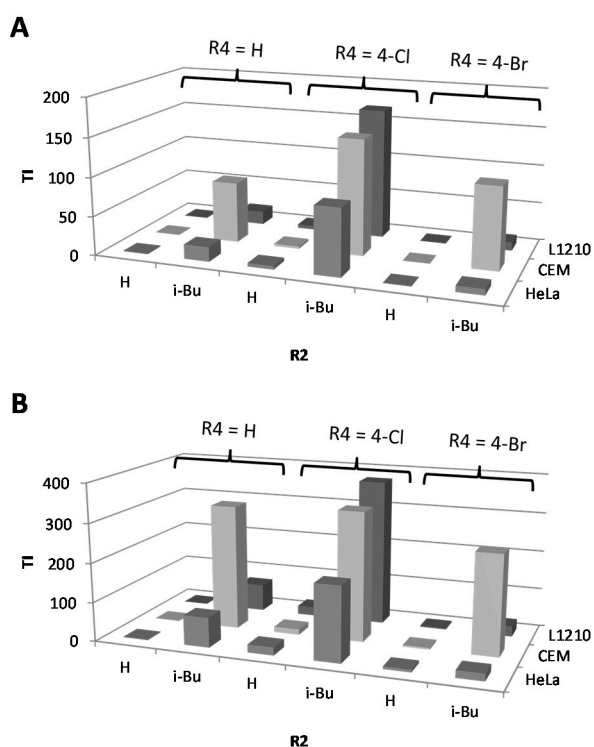 A
R4 = H
R4 = 4-Cl
R4 = 4-Br
200
150
100
50
0
TI
L1210
CEM
HeLa
H
i-Bu
H
i-Bu
H
i-Bu
R2
B
R4 = H
R4 = 4-Cl
R4 = 4-Br
400
300
200
100
0
TI
L1210
CEM
HeLa
H
i-Bu
H
i-Bu
H
i-Bu
R2